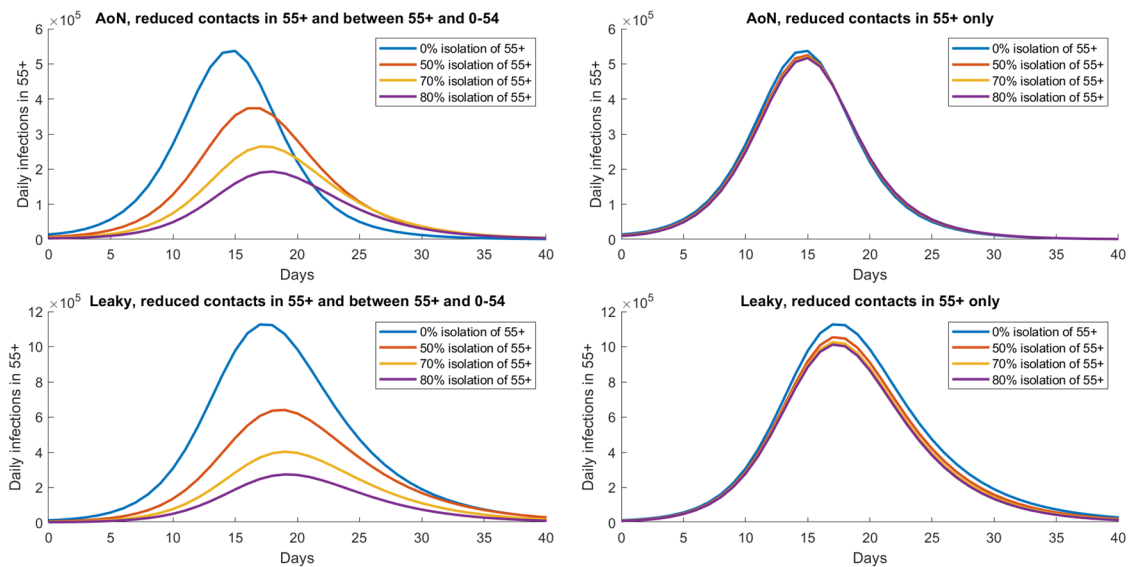 AoN, reduced contacts in 55+ and between 55+ and 0-54
×10⁵
6
5
4
3
2
1
0
Daily infections in 55+
0% isolation of 55+
50% isolation of 55+
70% isolation of 55+
80% isolation of 55+
0 5 10 15 20 25 30 35 40
Days
AoN, reduced contacts in 55+ only
×10⁵
6
5
4
3
2
1
0
Daily infections in 55+
0% isolation of 55+
50% isolation of 55+
70% isolation of 55+
80% isolation of 55+
0 5 10 15 20 25 30 35 40
Days
Leaky, reduced contacts in 55+ and between 55+ and 0-54
×10⁵
12
10
8
6
4
2
0
Daily infections in 55+
0% isolation of 55+
50% isolation of 55+
70% isolation of 55+
80% isolation of 55+
0 5 10 15 20 25 30 35 40
Days
Leaky, reduced contacts in 55+ only
×10⁵
12
10
8
6
4
2
0
Daily infections in 55+
0% isolation of 55+
50% isolation of 55+
70% isolation of 55+
80% isolation of 55+
0 5 10 15 20 25 30 35 40
Days